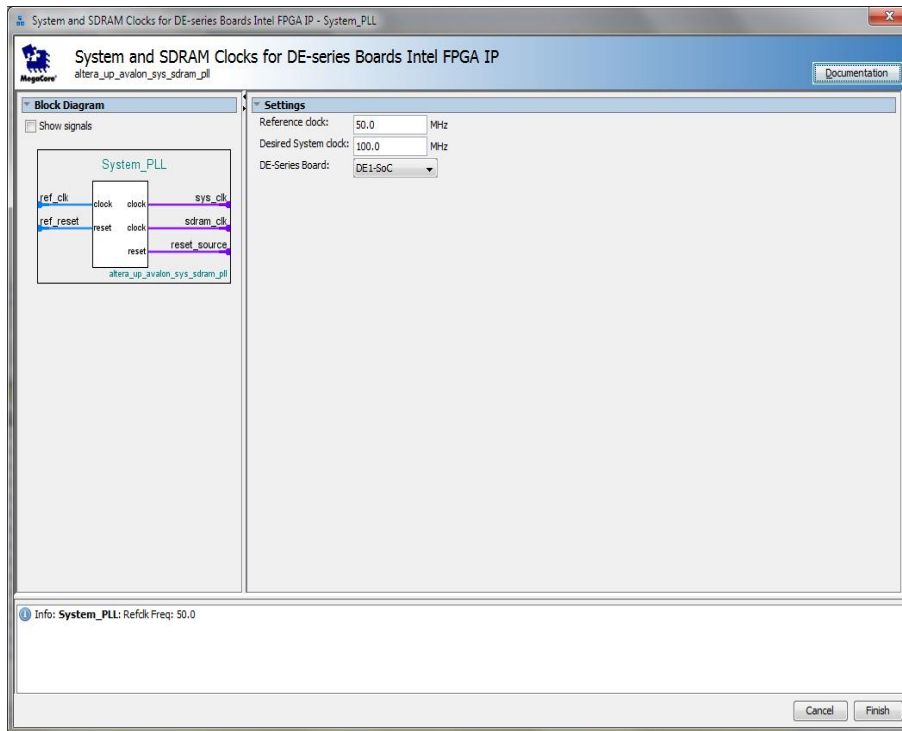 System and SDRAM Clocks for DE-series Boards Intel FPGA IP - System_PLL
System and SDRAM Clocks for DE-series Boards Intel FPGA IP
altera_up_avalon_sys_sdram_pll
MegaCore'
Documentation
Block Diagram
Show signals
System_PLL
ref_clk
clock
clock
sys_clk
ref_reset
reset
clock
sdram_clk
reset
reset_source
altera_up_avalon_sys_sdram_pll
Settings
Reference clock:
50.0
MHz
Desired System clock:
100.0
MHz
DE-Series Board:
DE1-SoC
Info: System_PLL: Refclk Freq: 50.0
Cancel
Finish